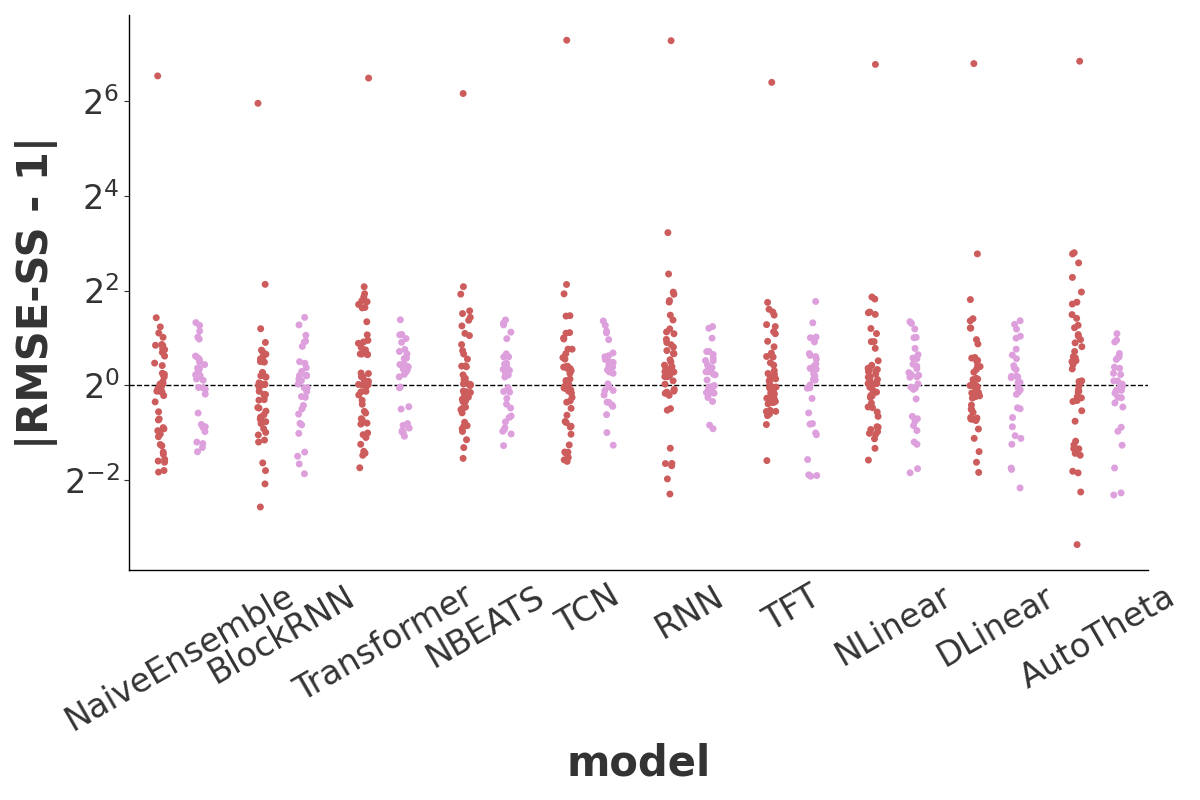 |RMSE-SS - 1|
2^6
2^4
2^2
2^0
2^−2
NaiveEnsemble
BlockRNN
Transformer
NBEATS
TCN
RNN
TFT
NLinear
DLinear
AutoTheta
model